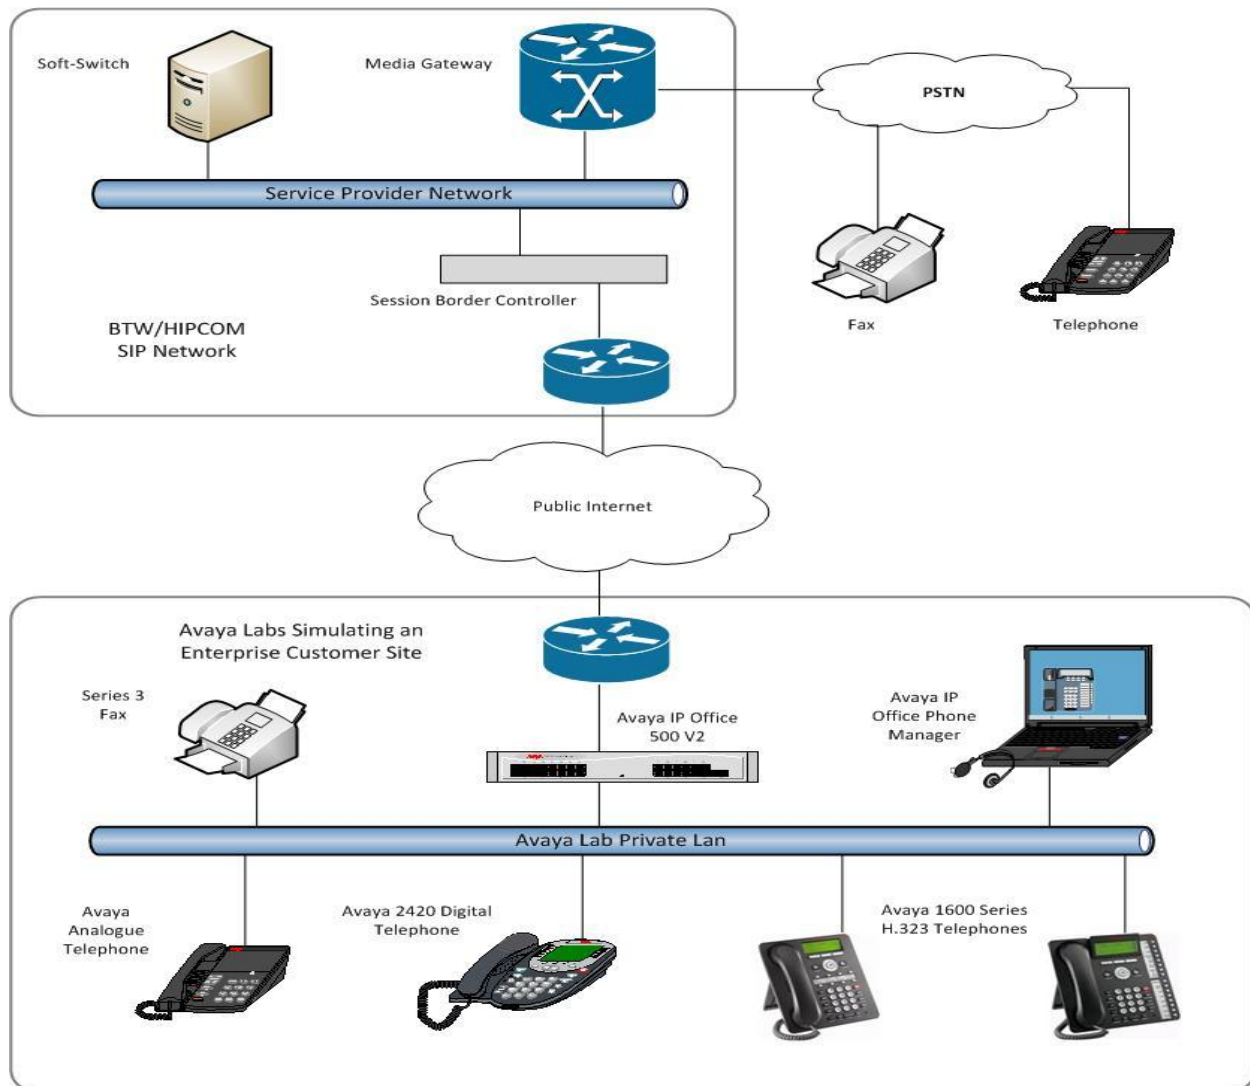 Soft-Switch
Media Gateway
PSTN
Service Provider Network
Session Border Controller
BTW/HIPCOM
SIP Network
Fax
Telephone
Public Internet
Avaya Labs Simulating an
Enterprise Customer Site
Series 3
Fax
Avaya IP Office
500 V2
Avaya IP
Office Phone
Manager
Avaya Lab Private Lan
Avaya
Analogue
Telephone
Avaya 2420 Digital
Telephone
Avaya 1600 Series
H.323 Telephones